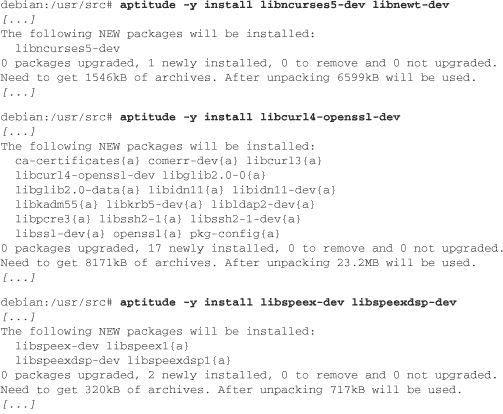 debian:/usr/src# aptitude -y install libncurses5-dev libnewt-dev
[...]
The following NEW packages will be installed:
libncurses5-dev
0 packages upgraded, 1 newly installed, 0 to remove and 0 not upgraded.
Need to get 1546kB of archives. After unpacking 6599kB will be used.
[...]
debian:/usr/src# aptitude -y install libcurl4-openssl-dev
[...]
The following NEW packages will be installed:
ca-certificates{a} comerr-dev{a} libcurl3{a}
libcurl4-openssl-dev libglib2.0-0{a}
libglib2.0-data{a} libidn11{a} libidn11-dev{a}
libkadm55{a} libkrb5-dev{a} libldap2-dev{a}
libpcre3{a} libssh2-1{a} libssh2-1-dev{a}
libssl-dev{a} openssl{a} pkg-config{a}
0 packages upgraded, 17 newly installed, 0 to remove and 0 not upgraded.
Need to get 8171kB of archives. After unpacking 23.2MB will be used.
[...]
debian:/usr/src# aptitude -y install libspeex-dev libspeexdsp-dev
[...]
The following NEW packages will be installed:
libspeex-dev libspeex1{a}
libspeexdsp-dev libspeexdsp1{a}
0 packages upgraded, 2 newly installed, 0 to remove and 0 not upgraded.
Need to get 320kB of archives. After unpacking 717kB will be used.
[...]